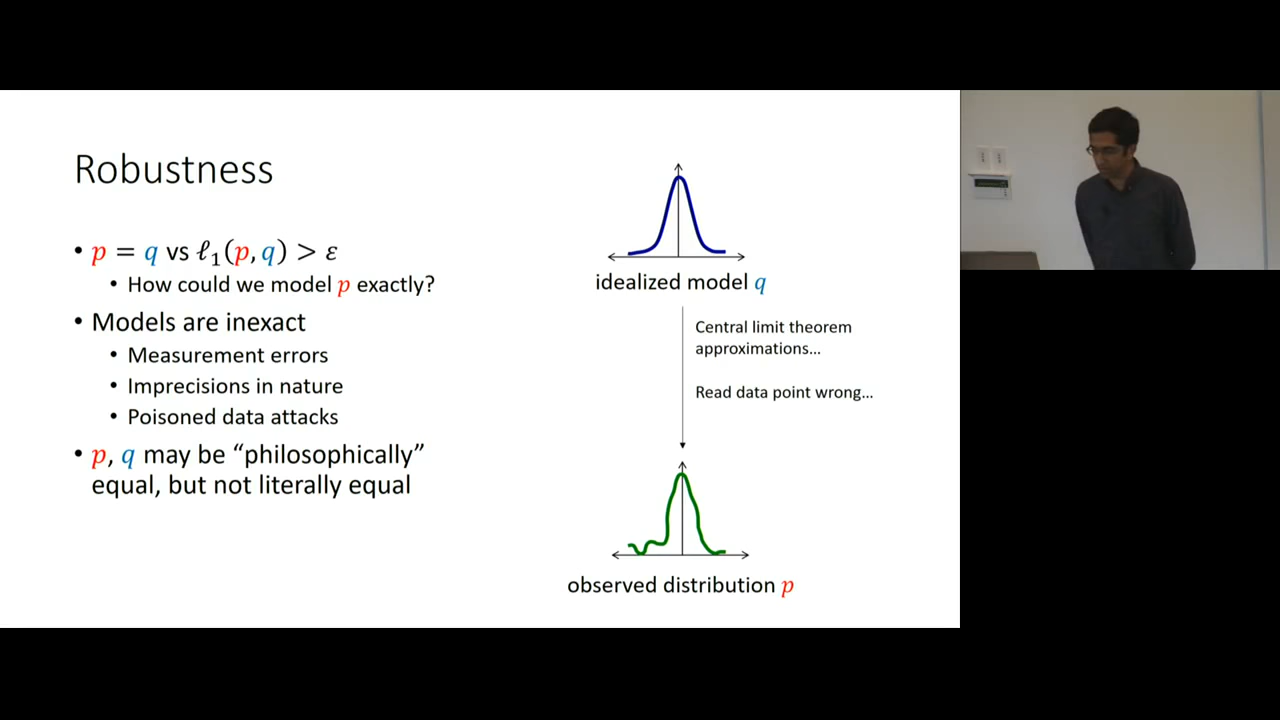 Robustness
• p = q vs ℓ₁(p, q) > ε
• How could we model p exactly?
• Models are inexact
• Measurement errors
• Imprecisions in nature
• Poisoned data attacks
• p, q may be “philosophically”
equal, but not literally equal
idealized model q
Central limit theorem
approximations…
Read data point wrong…
observed distribution p